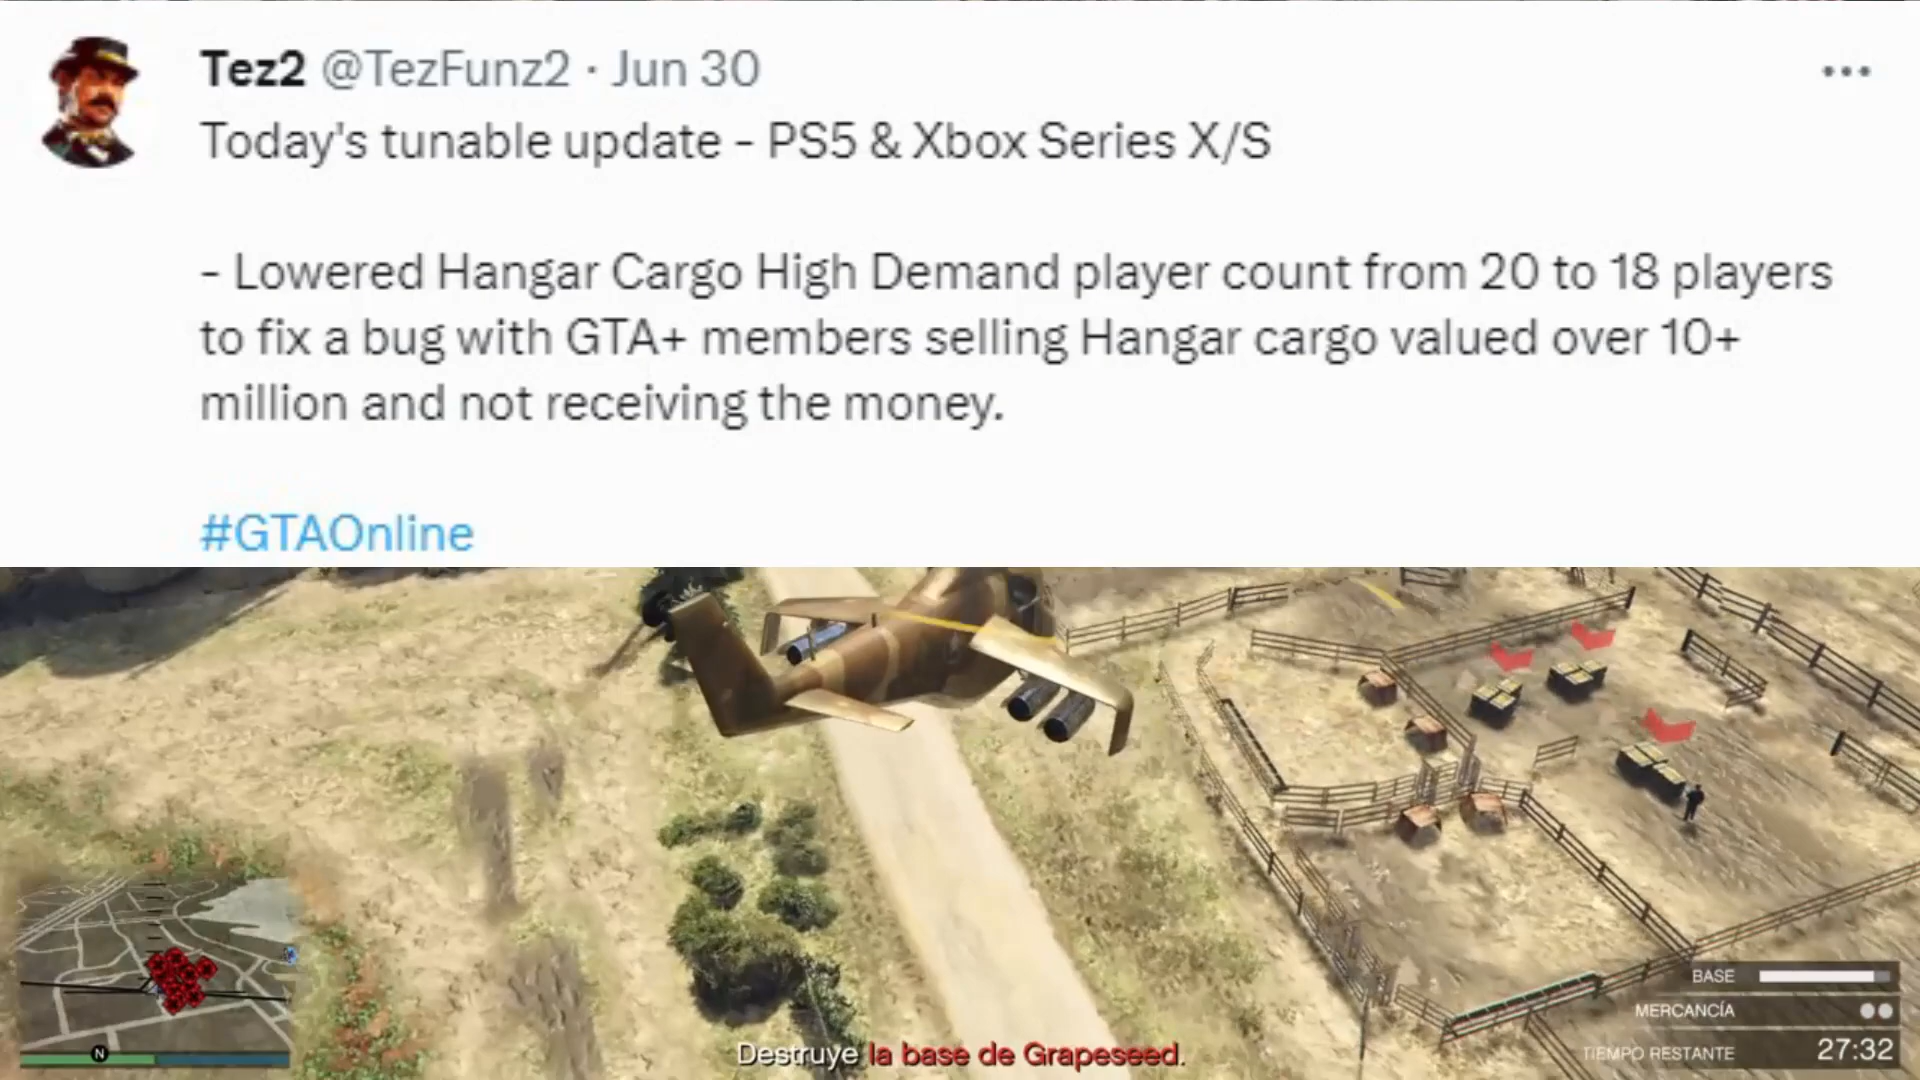 Tez2 @TezFunz2 · Jun 30
Today's tunable update - PS5 & Xbox Series X/S
- Lowered Hangar Cargo High Demand player count from 20 to 18 players
to fix a bug with GTA+ members selling Hangar cargo valued over 10+
million and not receiving the money.
#GTAOnline
N
BASE
MERCANCÍA
TIEMPO RESTANTE 27:32
Destruye la base de Grapeseed.